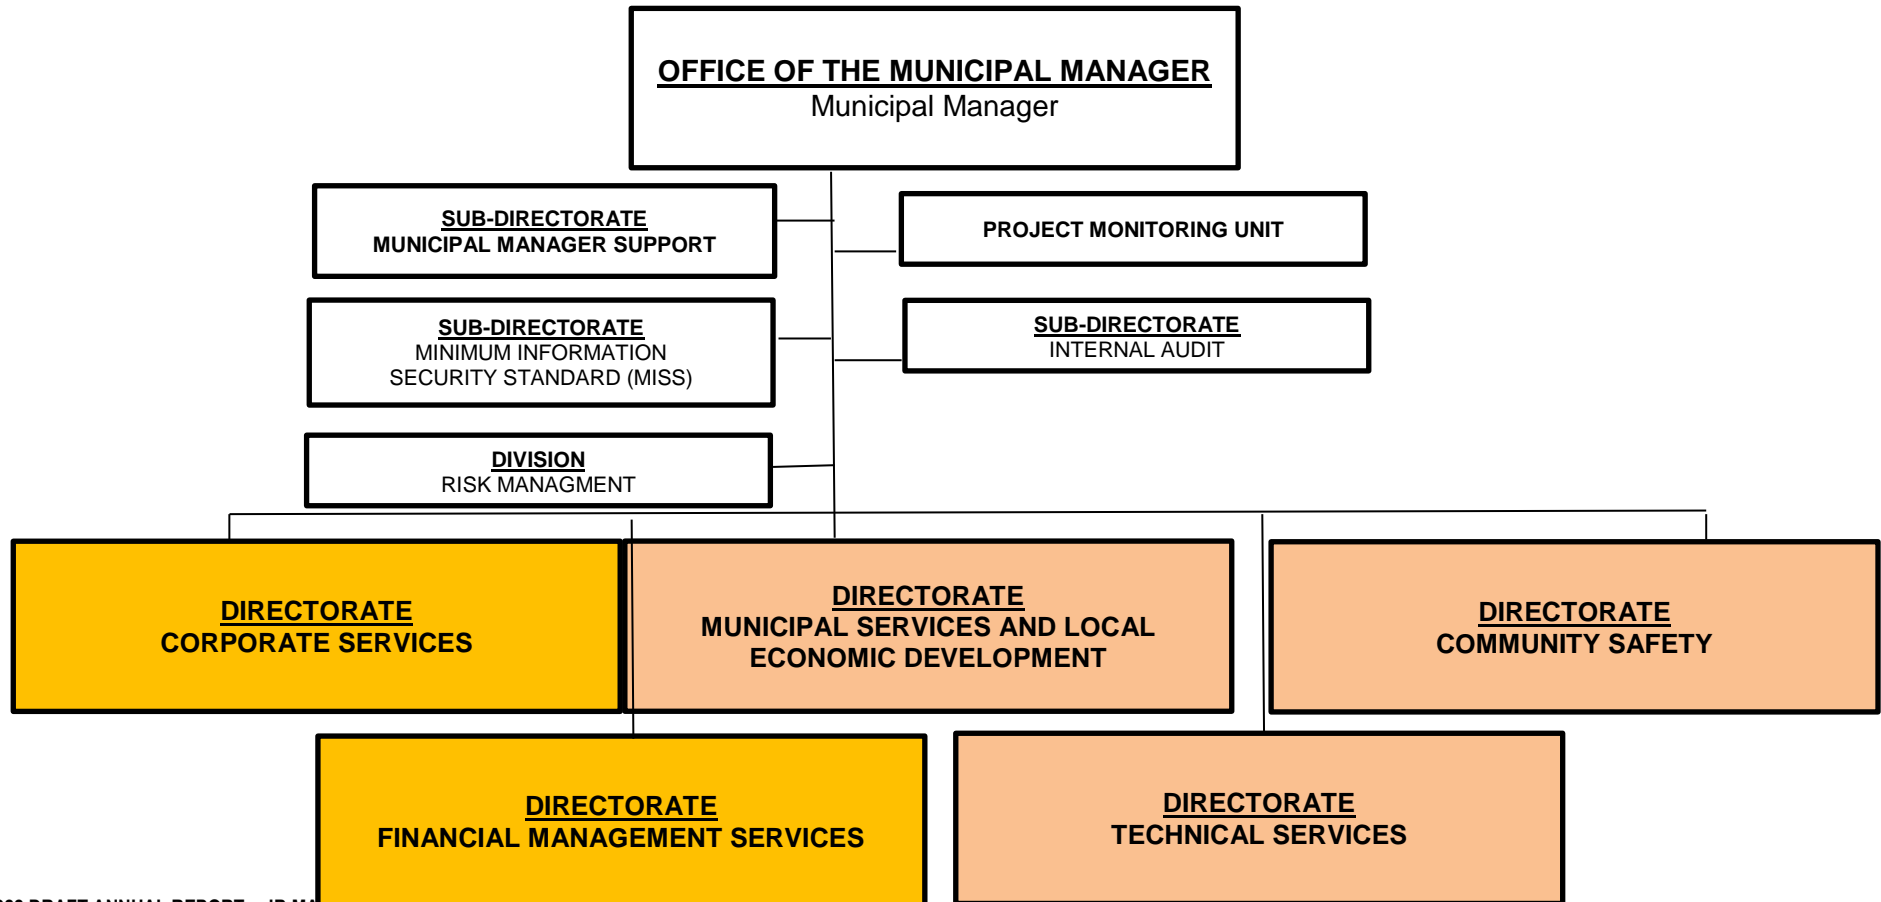 OFFICE OF THE MUNICIPAL MANAGER
Municipal Manager
SUB-DIRECTORATE
MUNICIPAL MANAGER SUPPORT
PROJECT MONITORING UNIT
SUB-DIRECTORATE
MINIMUM INFORMATION
SECURITY STANDARD (MISS)
SUB-DIRECTORATE
INTERNAL AUDIT
DIVISION
RISK MANAGMENT
DIRECTORATE
CORPORATE SERVICES
DIRECTORATE
MUNICIPAL SERVICES AND LOCAL
ECONOMIC DEVELOPMENT
DIRECTORATE
COMMUNITY SAFETY
DIRECTORATE
FINANCIAL MANAGEMENT SERVICES
DIRECTORATE
TECHNICAL SERVICES
DRAFT ANNUAL REPORT